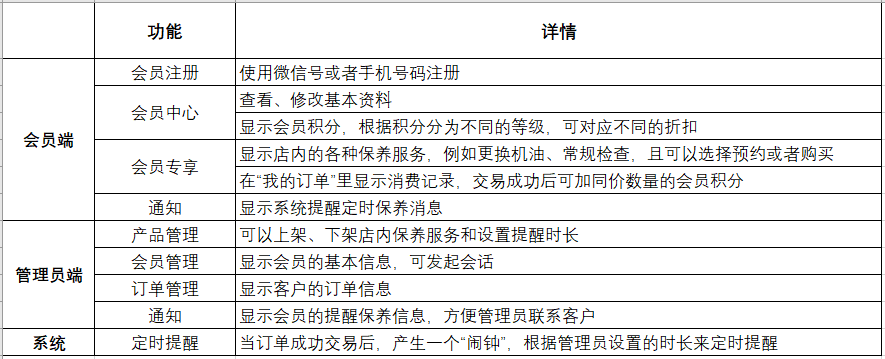 功能 详情
会员端
会员注册 使用微信号或者手机号码注册
会员中心 查看、修改基本资料
显示会员积分，根据积分分为不同的等级，可对应不同的折扣
会员专享 显示店内的各种保养服务，例如更换机油、常规检查，且可以选择预约或者购买
在“我的订单”里显示消费记录，交易成功后可加同价数量的会员积分
通知 显示系统提醒定时保养消息
管理员端
产品管理 可以上架、下架店内保养服务和设置提醒时长
会员管理 显示会员的基本信息，可发起会话
订单管理 显示客户的订单信息
通知 显示会员的提醒保养信息，方便管理员联系客户
系统 定时提醒 当订单成功交易后，产生一个“闹钟”，根据管理员设置的时长来定时提醒